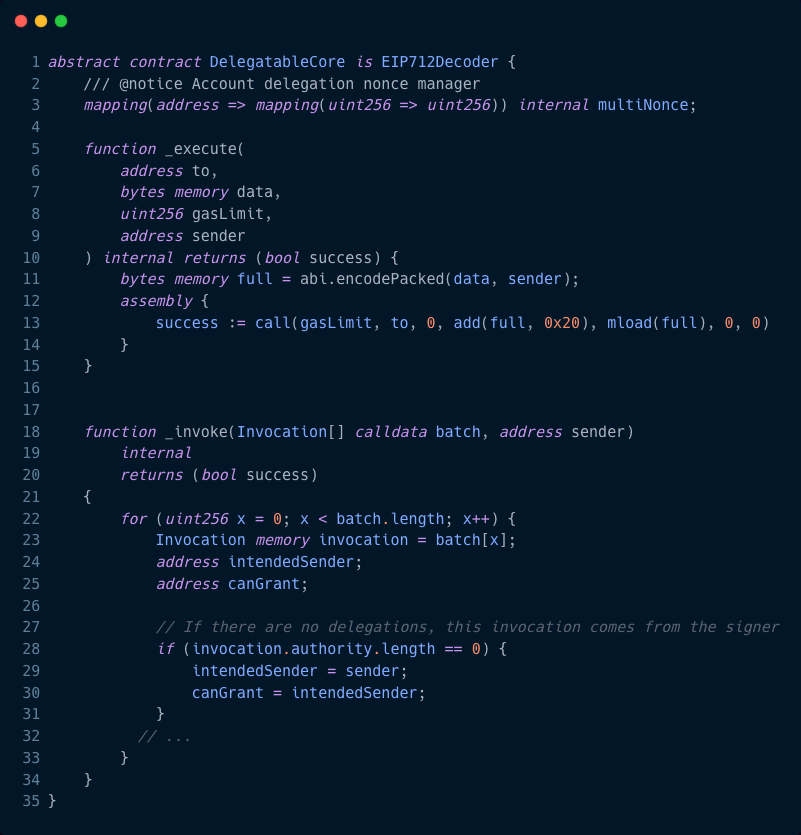 1 abstract contract DelegatableCore is EIP712Decoder {
2     /// @notice Account delegation nonce manager
3     mapping(address => mapping(uint256 => uint256)) internal multiNonce;
4
5     function _execute(
6         address to,
7         bytes memory data,
8         uint256 gasLimit,
9         address sender
10     ) internal returns (bool success) {
11         bytes memory full = abi.encodePacked(data, sender);
12         assembly {
13             success := call(gasLimit, to, 0, add(full, 0x20), mload(full), 0, 0)
14         }
15     }
16
17
18     function _invoke(Invocation[] calldata batch, address sender)
19         internal
20         returns (bool success)
21     {
22         for (uint256 x = 0; x < batch.length; x++) {
23             Invocation memory invocation = batch[x];
24             address intendedSender;
25             address canGrant;
26
27             // If there are no delegations, this invocation comes from the signer
28             if (invocation.authority.length == 0) {
29                 intendedSender = sender;
30                 canGrant = intendedSender;
31             }
32           // ...
33         }
34     }
35 }